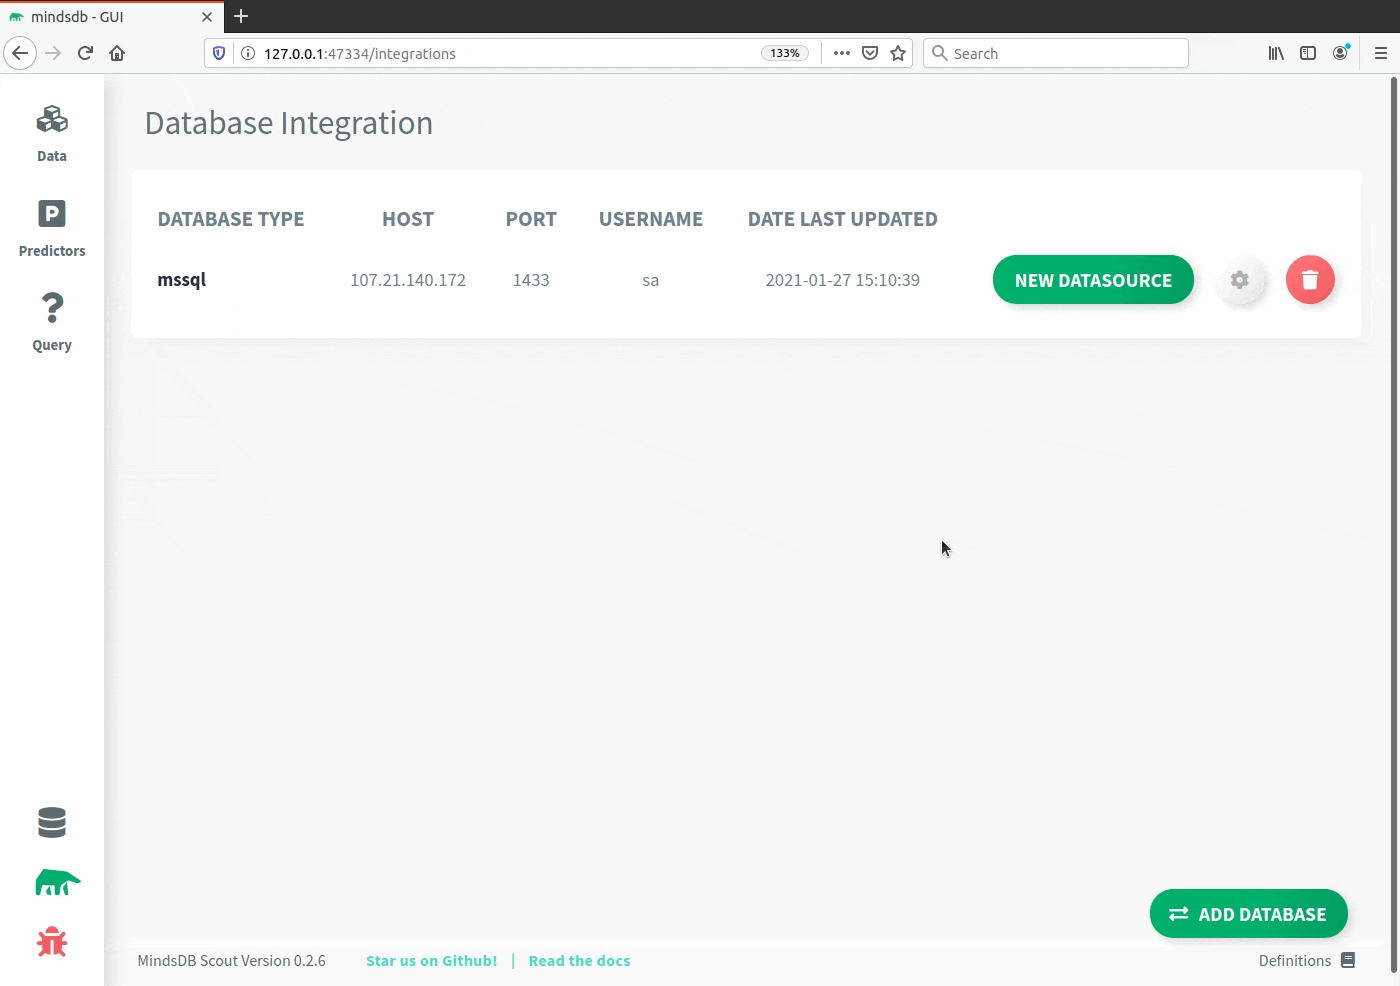 mindsdb - GUI
127.0.0.1:47334/integrations
133%
Search
Data
Predictors
Query
Database Integration
DATABASE TYPE HOST PORT USERNAME DATE LAST UPDATED
mssql 107.21.140.172 1433 sa 2021-01-27 15:10:39 NEW DATASOURCE
ADD DATABASE
MindsDB Scout Version 0.2.6 Star us on Github! | Read the docs Definitions